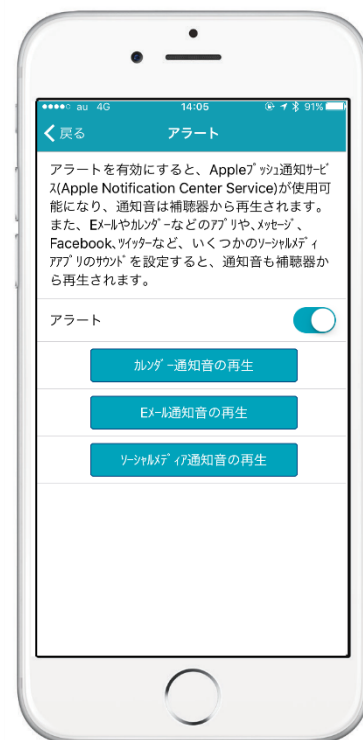 ●●●●○ au 4G 14:05 91%
戻る アラート
アラートを有効にすると、Appleﾌﾟｯｼｭ通知ｻｰﾋﾞ
ｽ(Apple Notification Center Service)が使用可
能になり、通知音は補聴器から再生されます。
また、Eﾒｰﾙやｶﾚﾝﾀﾞｰなどのｱﾌﾟﾘや、ﾒｯｾｰｼﾞ、
Facebook、ﾂｲｯﾀｰなど、いくつかのｿｰｼｬﾙﾒﾃﾞｨ
ｱｱﾌﾟﾘのｻｳﾝﾄﾞを設定すると、通知音も補聴器か
ら再生されます。
アラート
ｶﾚﾝﾀﾞｰ通知音の再生
Eﾒｰﾙ通知音の再生
ｿｰｼｬﾙﾒﾃﾞｨｱ通知音の再生